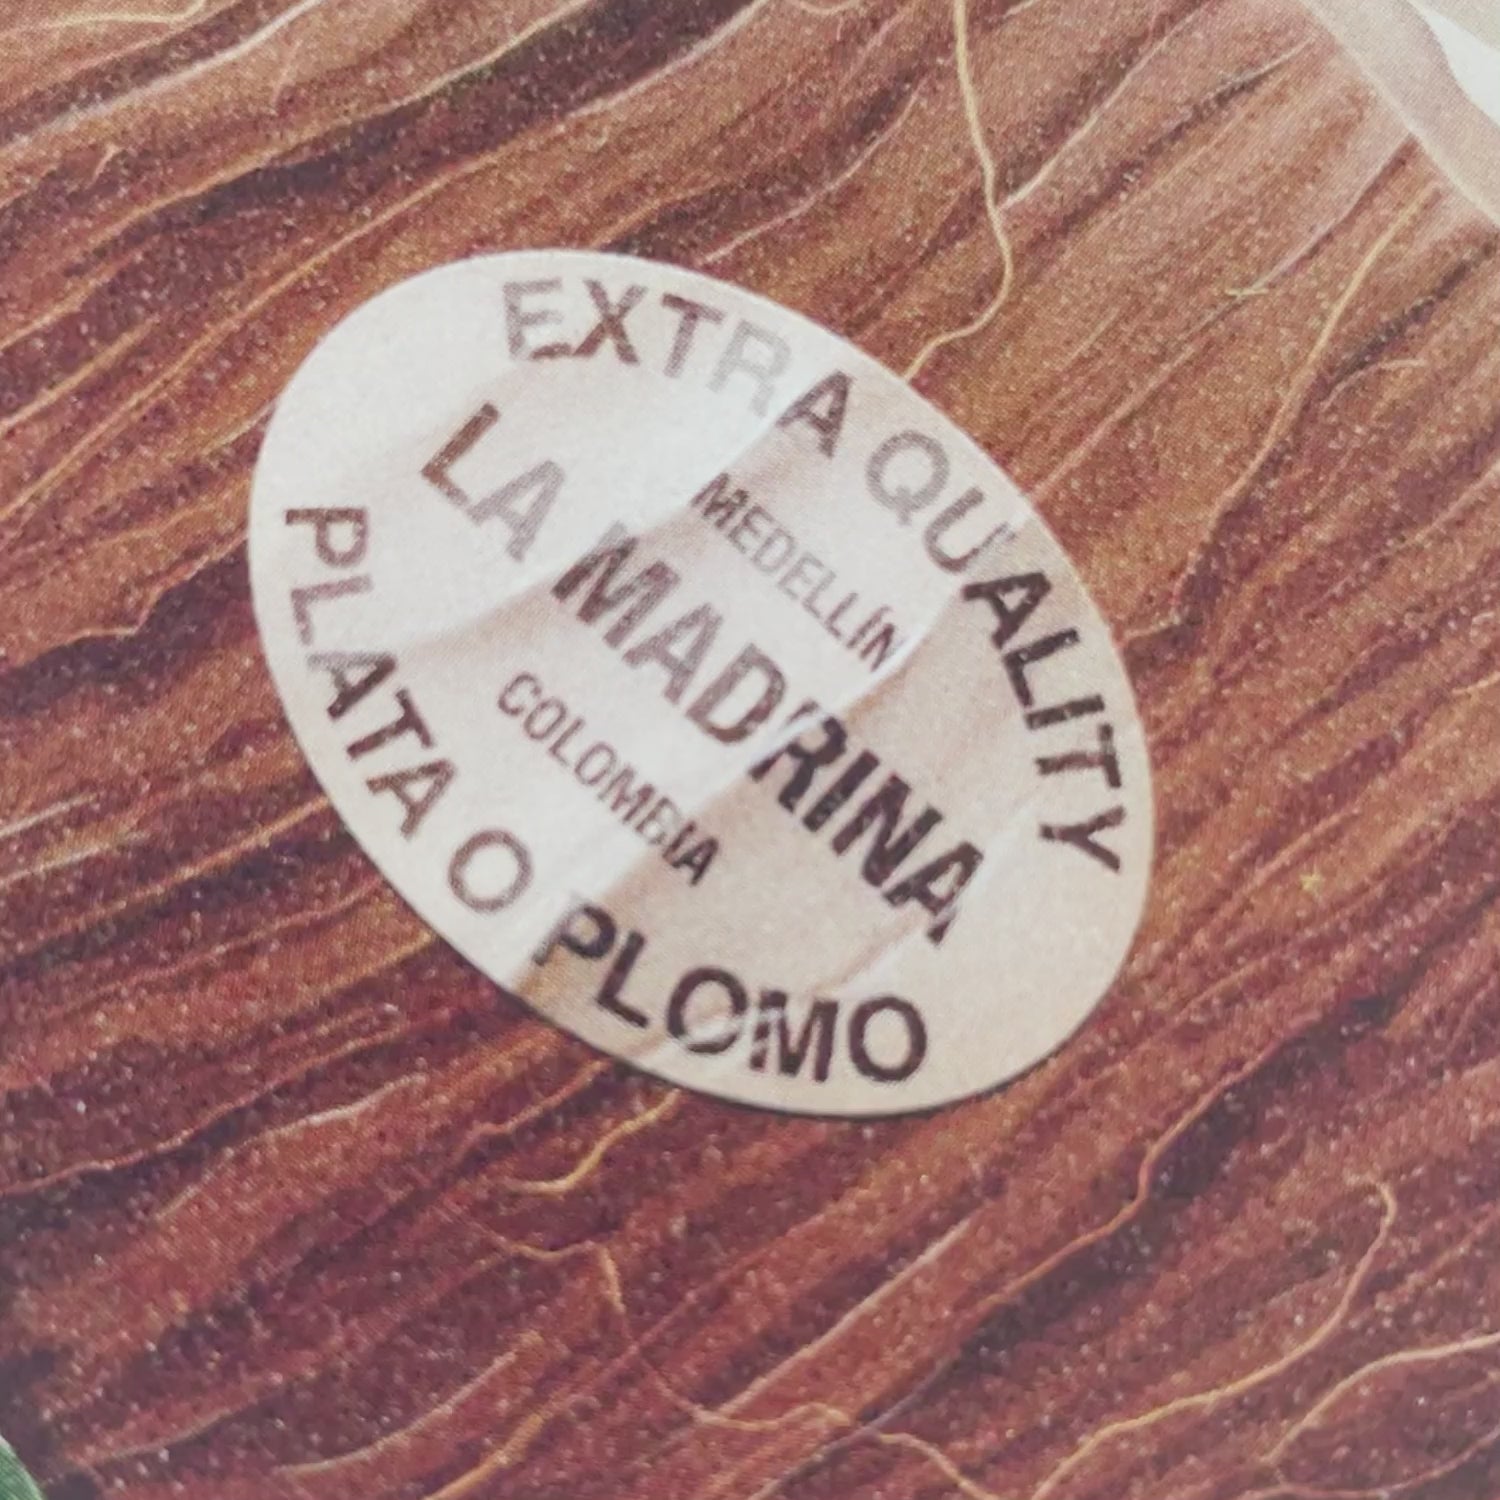 EXTRA QUALITY
MEDELLÍN
LA MADRINA
COLOMBIA
PLATA O PLOMO